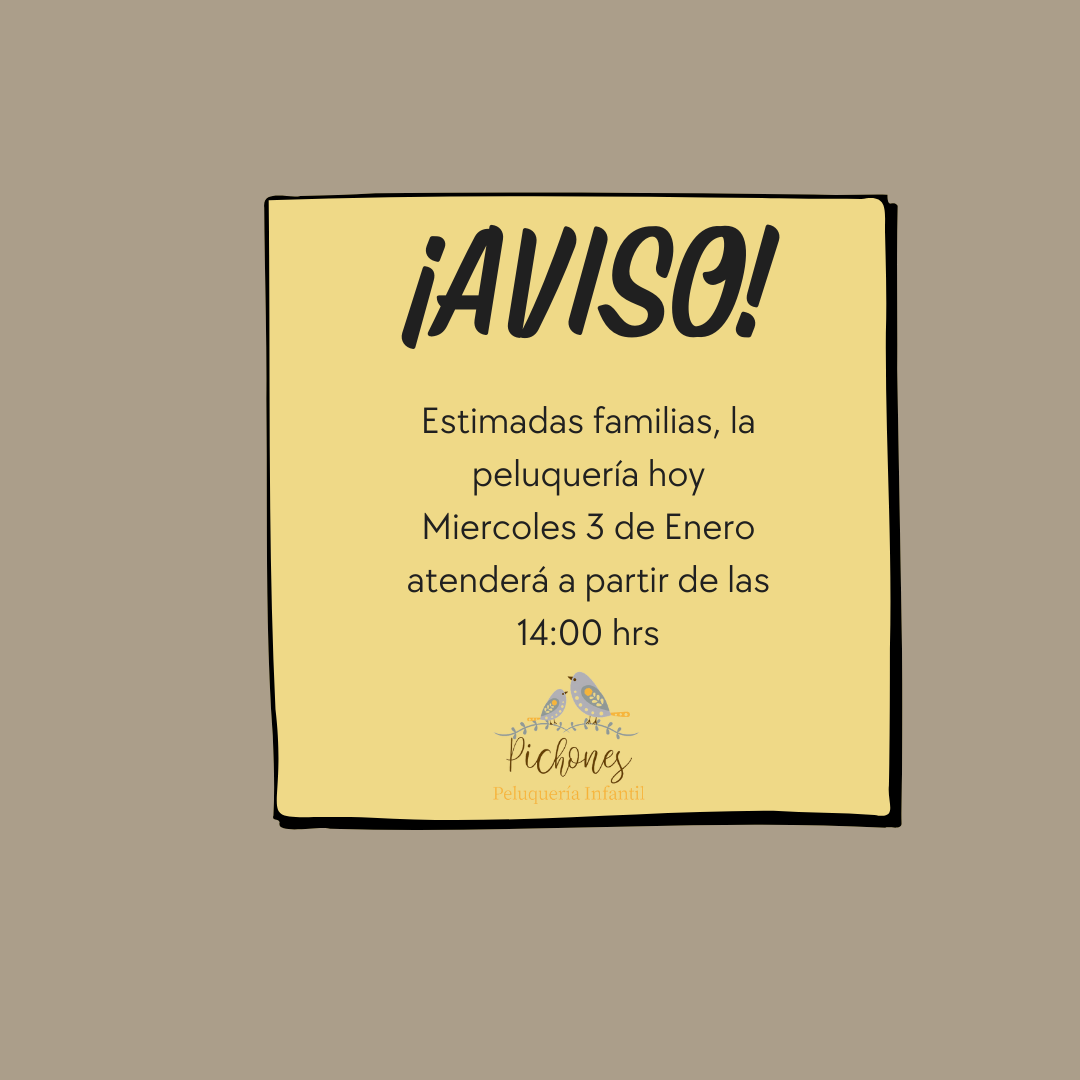 ¡AVISO!
Estimadas familias, la
peluquería hoy
Miercoles 3 de Enero
atenderá a partir de las
14:00 hrs
Pichones
Peluquería Infantil